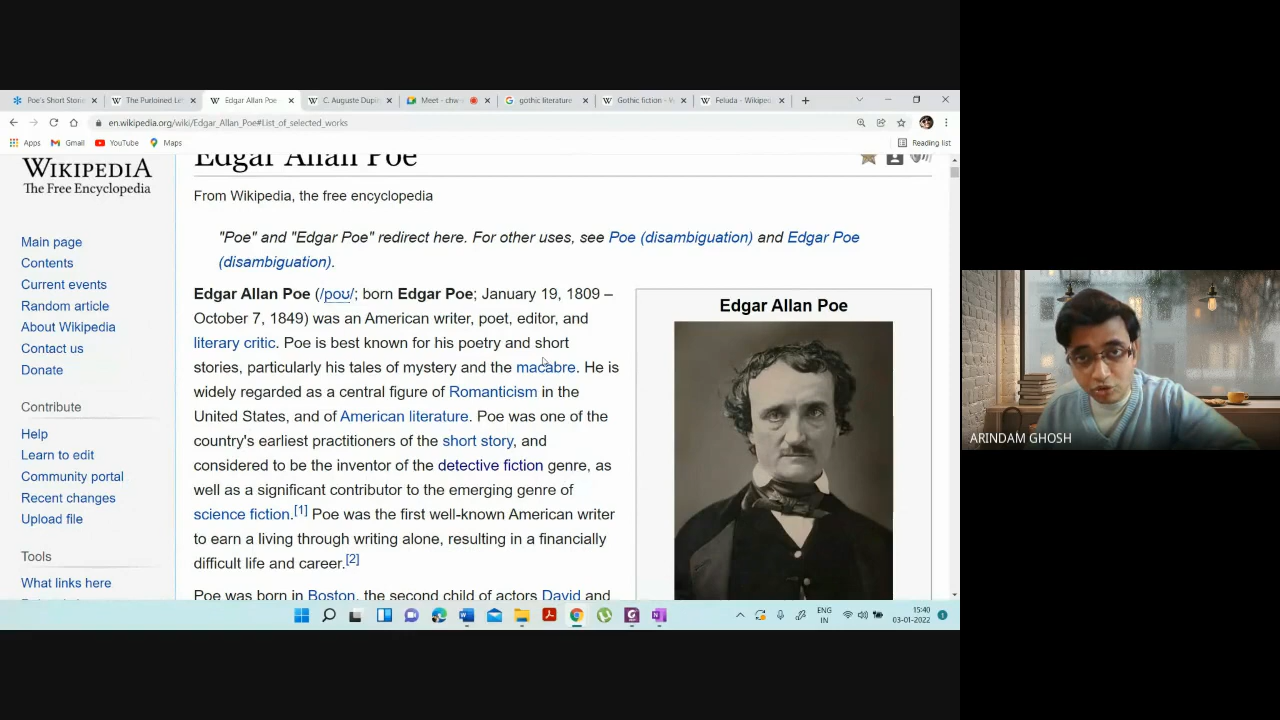 Poe's Short Stori
The Purloined Le
Edgar Allan Poe
C. Auguste Dupi
Meet - chw
gothic literature
Gothic fiction - W
Feluda - Wikiped
en.wikipedia.org/wiki/Edgar_Allan_Poe#List_of_selected_works
Apps
Gmail
YouTube
Maps
Reading list
WIKIPEDIA
The Free Encyclopedia
Main page
Contents
Current events
Random article
About Wikipedia
Contact us
Donate
Contribute
Help
Learn to edit
Community portal
Recent changes
Upload file
Tools
What links here
Edgar Allan Poe
From Wikipedia, the free encyclopedia
"Poe" and "Edgar Poe" redirect here. For other uses, see Poe (disambiguation) and Edgar Poe
(disambiguation).
Edgar Allan Poe (/poʊ/; born Edgar Poe; January 19, 1809 –
October 7, 1849) was an American writer, poet, editor, and
literary critic. Poe is best known for his poetry and short
stories, particularly his tales of mystery and the macabre. He is
widely regarded as a central figure of Romanticism in the
United States, and of American literature. Poe was one of the
country's earliest practitioners of the short story, and
considered to be the inventor of the detective fiction genre, as
well as a significant contributor to the emerging genre of
science fiction.[1] Poe was the first well-known American writer
to earn a living through writing alone, resulting in a financially
difficult life and career.[2]
Poe was born in Boston, the second child of actors David and
Edgar Allan Poe
ENG
IN
15:40
03-01-2022
ARINDAM GHOSH